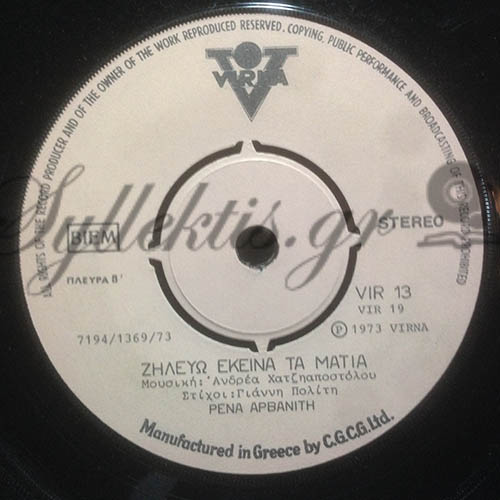 ALL RIGHTS OF THE RECORD PRODUCER AND OF THE OWNER OF THE WORK REPRODUCED RESERVED. COPYING, PUBLIC PERFORMANCE AND BROADCASTING OF THIS RECORD PROHIBITED
VIRNA
Syllektis.gr
STEREO
BIEM
ΠΛΕΥΡΑ Β'
VIR 13
VIR 19
7194/1369/73
Ⓟ 1973 VIRNA
ΖΗΛΕΥΩ ΕΚΕΙΝΑ ΤΑ ΜΑΤΙΑ
Μουσική: Ἀνδρέα Χατζηαποστόλου
Στίχοι: Γιάννη Πολίτη
ΡΕΝΑ ΑΡΒΑΝΙΤΗ
Manufactured in Greece by C.G.C.G. Ltd.